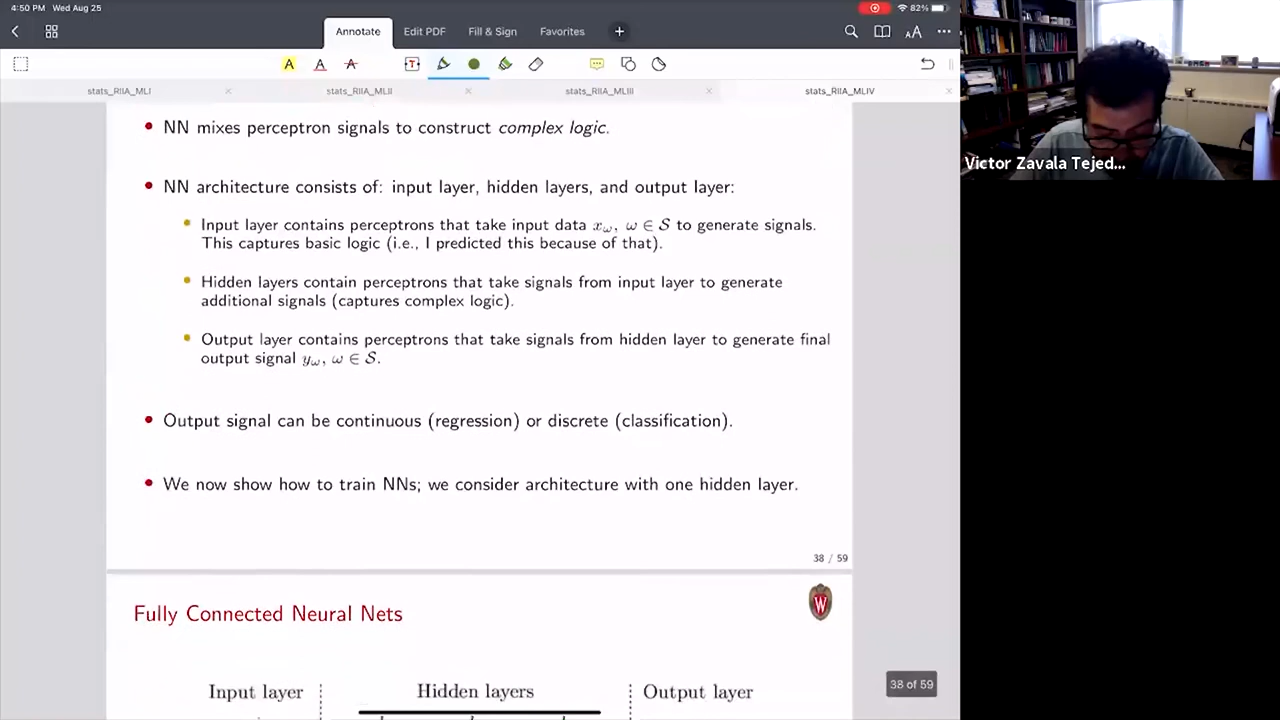 4:50 PM Wed Aug 25
82%
Annotate Edit PDF Fill & Sign Favorites
stats_RIIA_MLI stats_RIIA_MLII stats_RIIA_MLIII stats_RIIA_MLIV
NN mixes perceptron signals to construct complex logic.
NN architecture consists of: input layer, hidden layers, and output layer:
Input layer contains perceptrons that take input data xω, ω ∈ S to generate signals.
This captures basic logic (i.e., I predicted this because of that).
Hidden layers contain perceptrons that take signals from input layer to generate
additional signals (captures complex logic).
Output layer contains perceptrons that take signals from hidden layer to generate final
output signal yω, ω ∈ S.
Output signal can be continuous (regression) or discrete (classification).
We now show how to train NNs; we consider architecture with one hidden layer.
38 / 59
Fully Connected Neural Nets
W
Input layer Hidden layers Output layer
38 of 59
Victor Zavala Tejed...